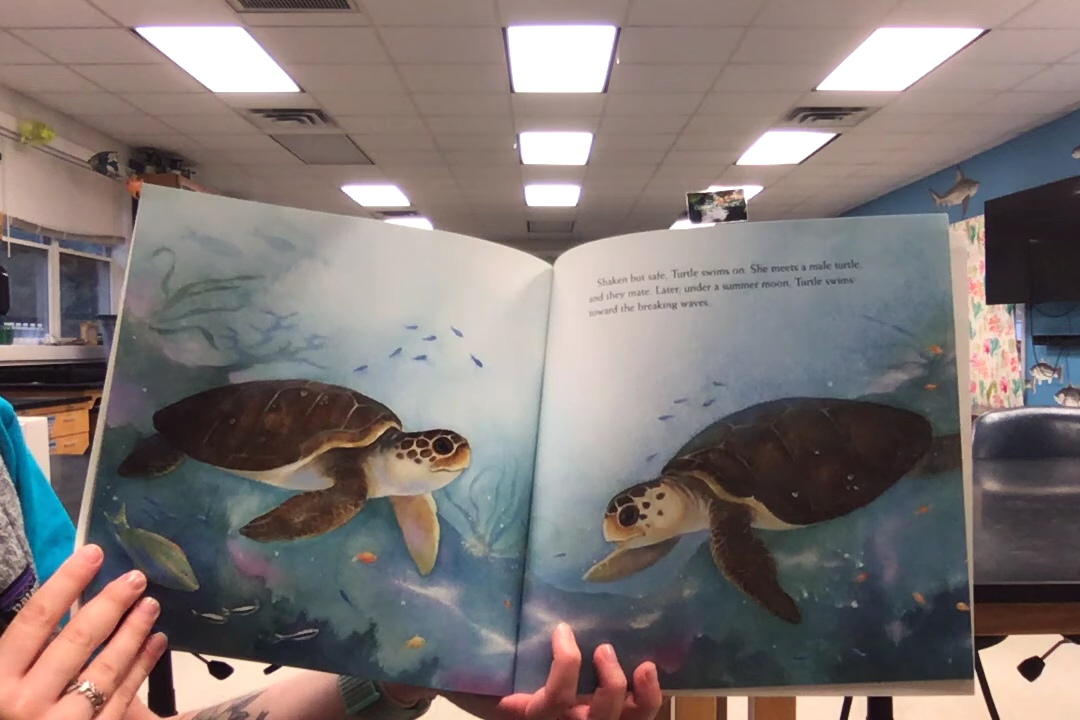 Shaken but safe, Turtle swims on. She meets a male turtle,
and they mate. Later, under a summer moon, Turtle swims
toward the breaking waves.